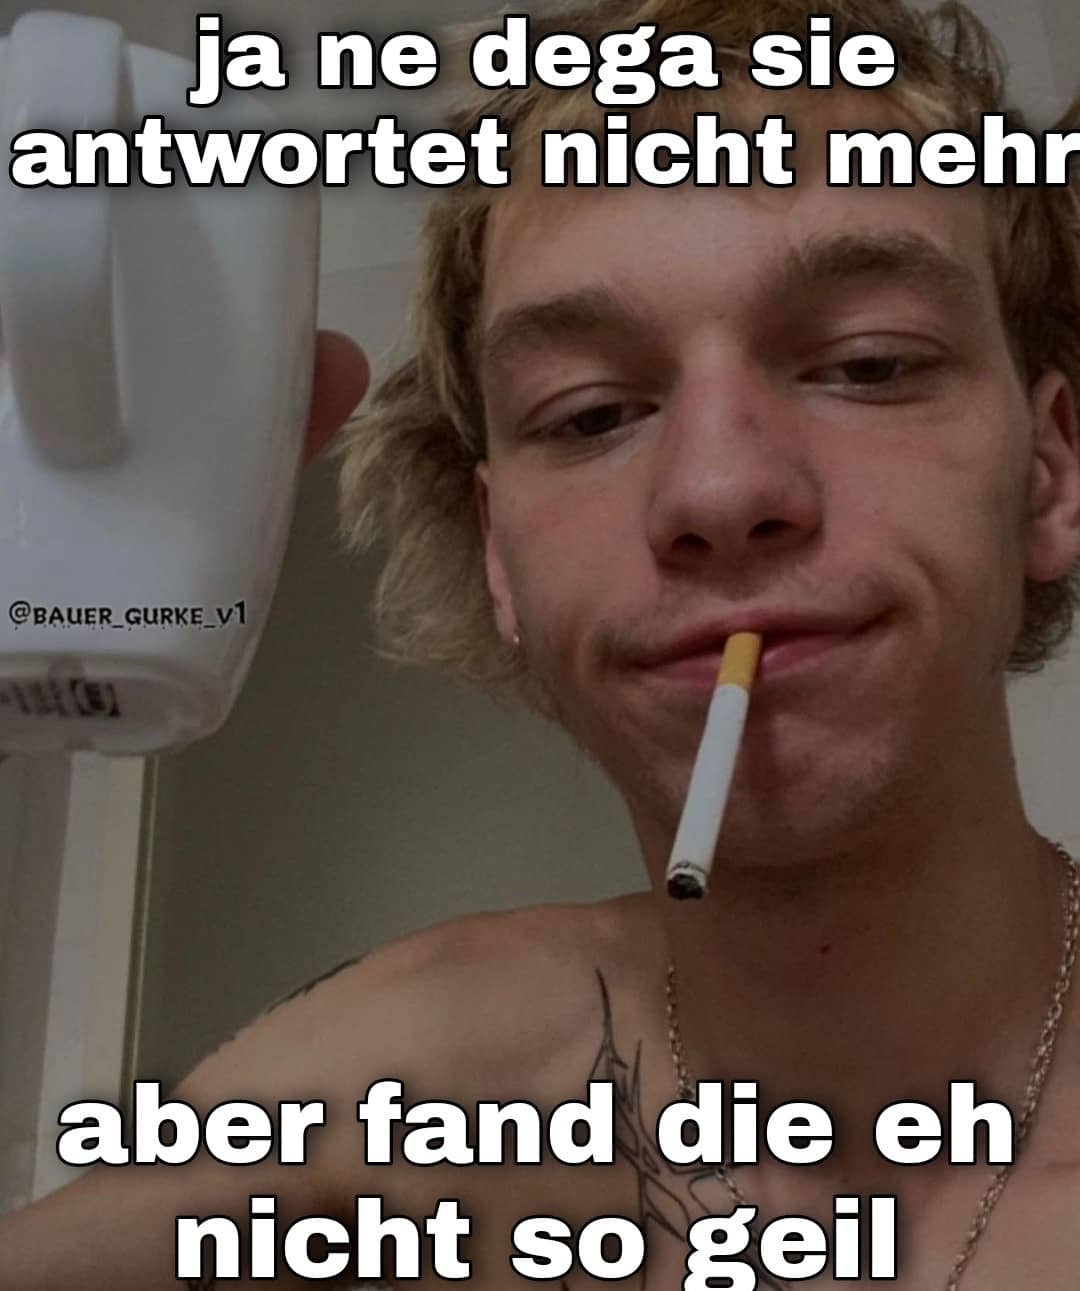 ja ne dega sie
antwortet nicht mehr
@BAUER_GURKE_V1
aber fand die eh
nicht so geil